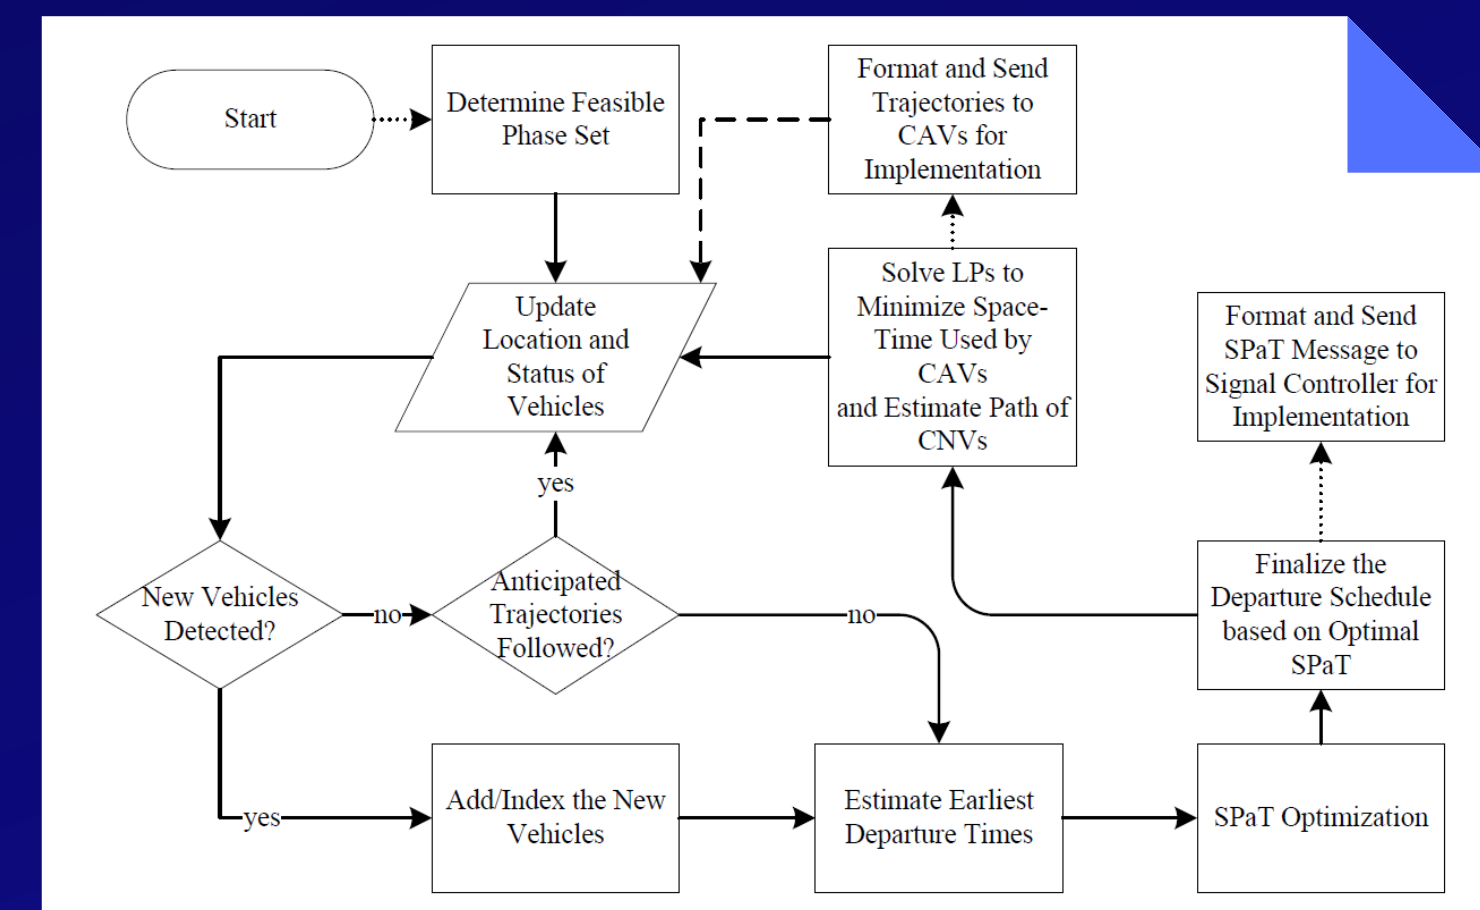 Start
Determine Feasible
Phase Set
Format and Send
Trajectories to
CAVs for
Implementation
Update
Location and
Status of
Vehicles
Solve LPs to
Minimize Space-
Time Used by
CAVs
and Estimate Path of
CNVs
Format and Send
SPaT Message to
Signal Controller for
Implementation
yes
New Vehicles
Detected?
no
Anticipated
Trajectories
Followed?
no
Finalize the
Departure Schedule
based on Optimal
SPaT
yes
Add/Index the New
Vehicles
Estimate Earliest
Departure Times
SPaT Optimization